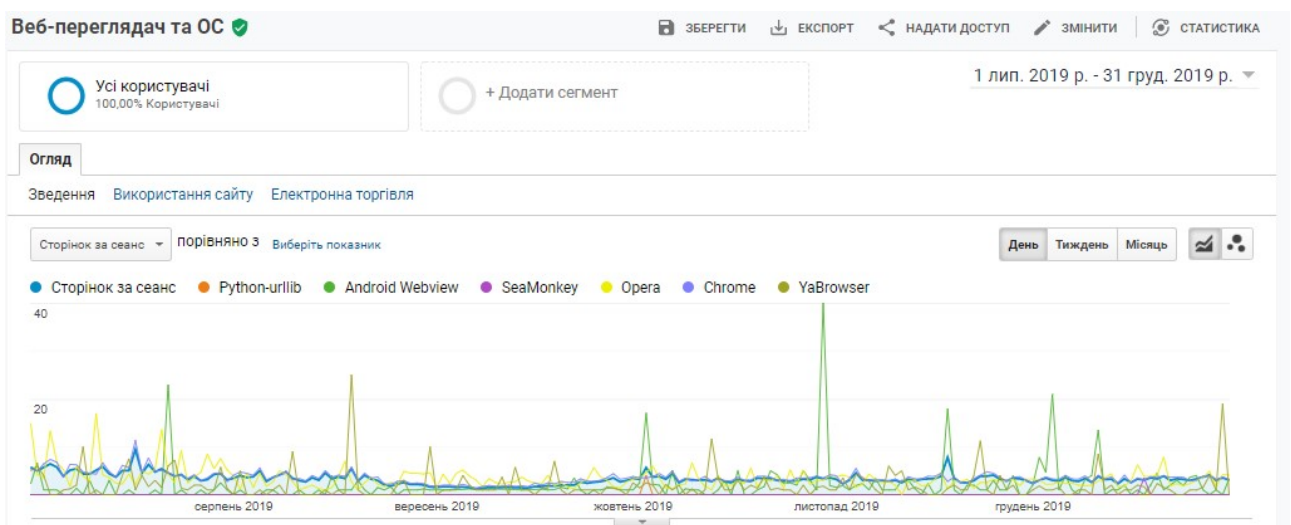 Веб-переглядач та ОС
ЗБЕРЕГТИ ЕКСПОРТ НАДАТИ ДОСТУП ЗМІНИТИ СТАТИСТИКА
Усі користувачі
100,00% Користувачі
+ Додати сегмент
1 лип. 2019 р. - 31 груд. 2019 р.
Огляд
Зведення Використання сайту Електронна торгівля
Сторінок за сеанс порівняно з Виберіть показник
День Тиждень Місяць
Сторінок за сеанс Python-urllib Android Webview SeaMonkey Opera Chrome YaBrowser
40
20
серпень 2019 вересень 2019 жовтень 2019 листопад 2019 грудень 2019